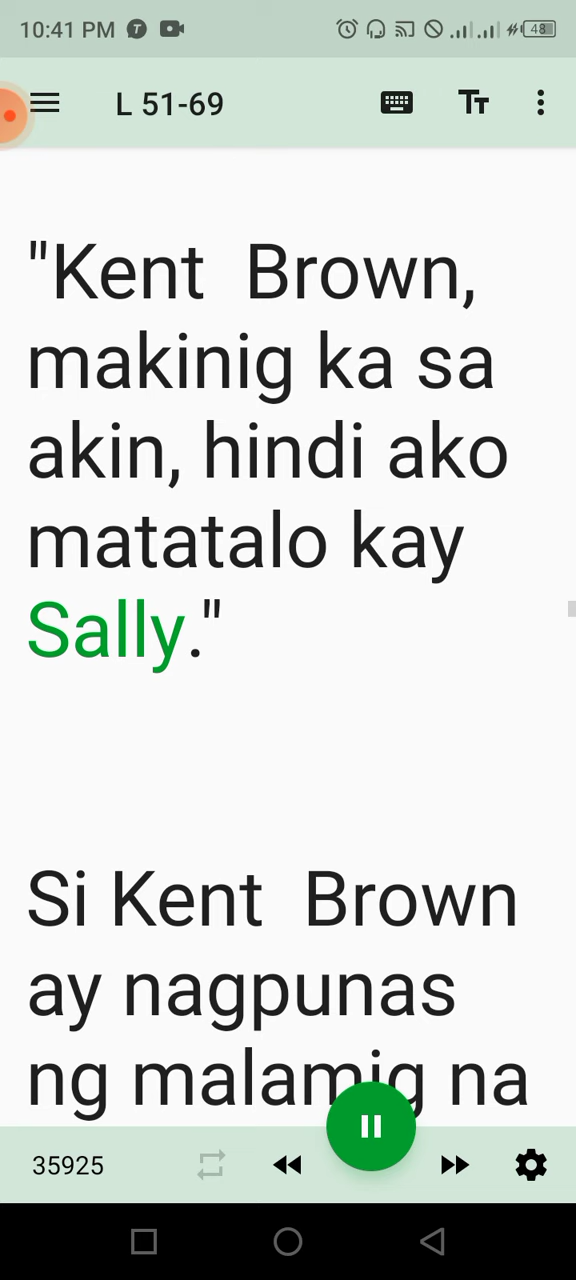 10:41 PM
48
L 51-69
"Kent Brown,
makinig ka sa
akin, hindi ako
matatalo kay
Sally."
Si Kent Brown
ay nagpunas
ng malamig na
35925